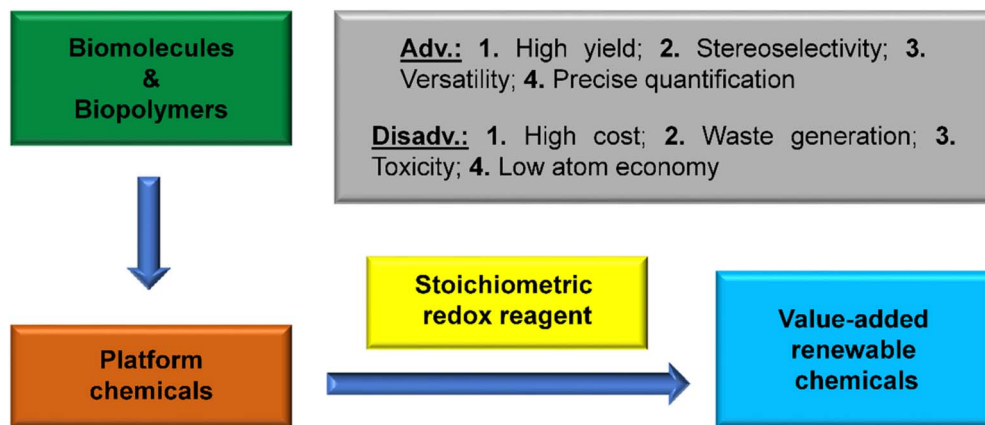 Biomolecules
&
Biopolymers
Adv.: 1. High yield; 2. Stereoselectivity; 3.
Versatility; 4. Precise quantification
Disadv.: 1. High cost; 2. Waste generation; 3.
Toxicity; 4. Low atom economy
Stoichiometric
redox reagent
Platform
chemicals
Value-added
renewable
chemicals